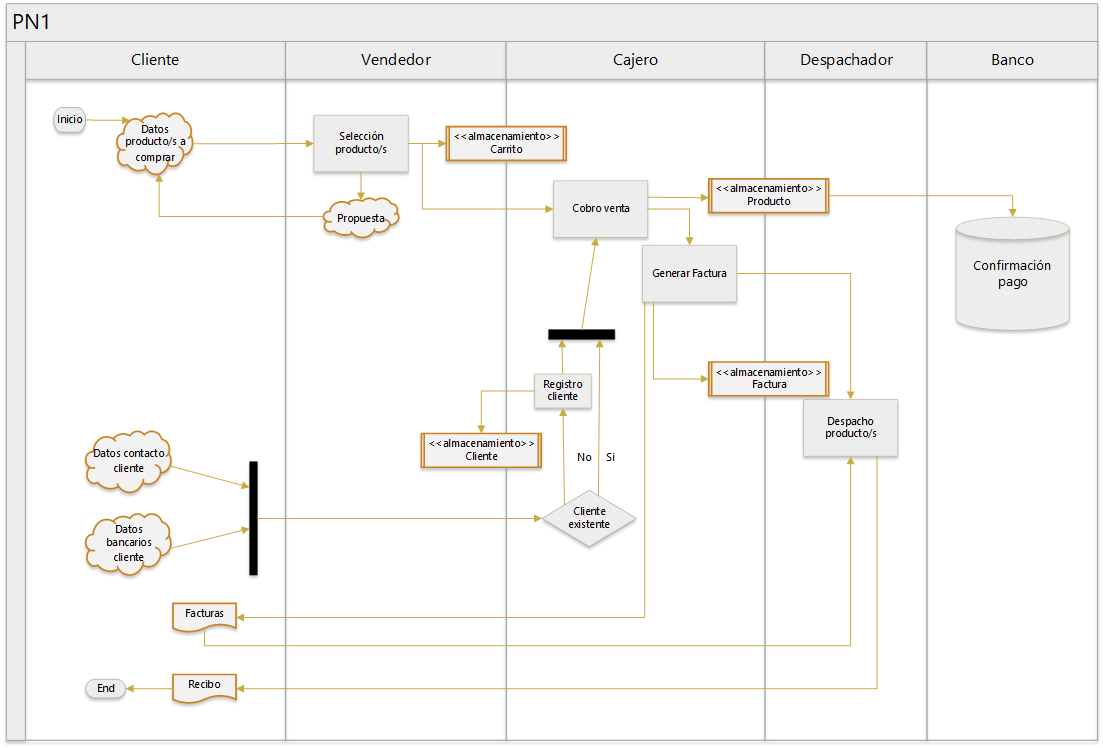 PN1
Cliente
Vendedor
Cajero
Despachador
Banco
Inicio
Datos
producto/s a
comprar
Selección
producto/s
<<almacenamiento>>
Carrito
Propuesta
Cobro venta
<<almacenamiento>>
Producto
Confirmación
pago
Generar Factura
Registro
cliente
<<almacenamiento>>
Factura
Despacho
producto/s
<<almacenamiento>>
Cliente
No
Si
Datos contacto
cliente
Cliente
existente
Datos
bancarios
cliente
Facturas
Recibo
End